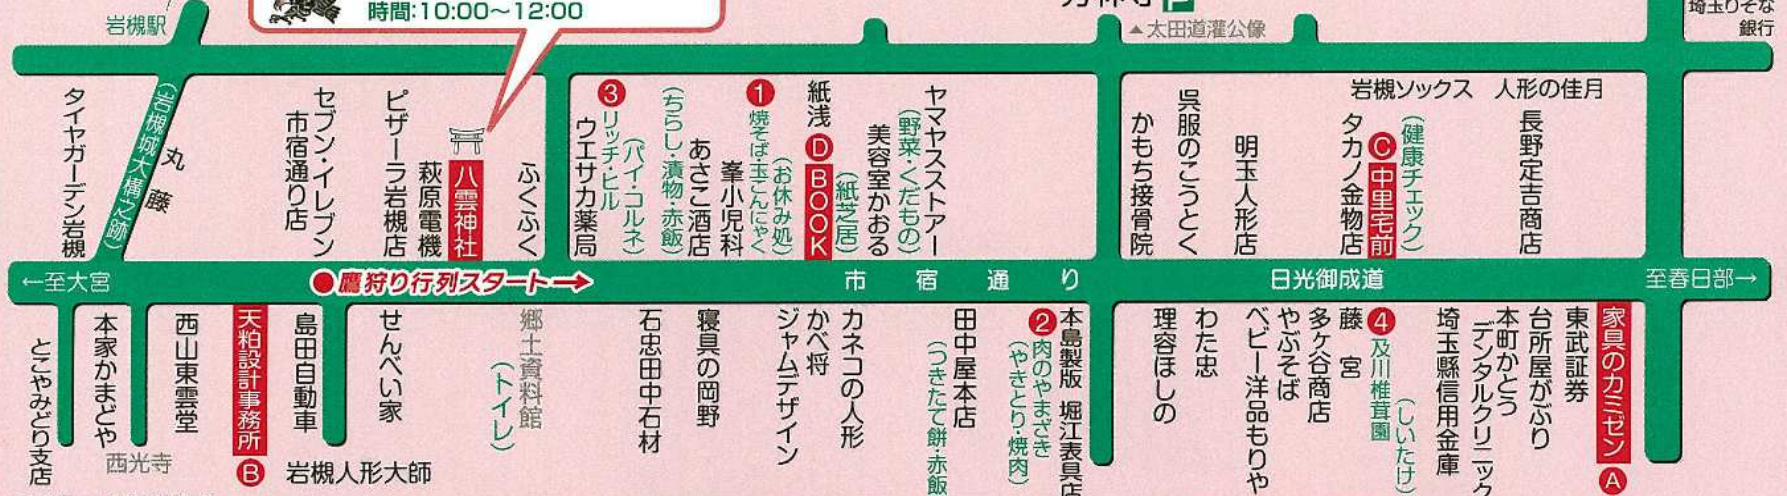 時間:10:00〜12:00
岩槻駅
▲太田道灌公像
埼玉りそな
銀行
タイヤガーデン岩槻
(岩槻城大構之跡)
丸藤
セブン・イレブン
市宿通り店
ピザーラ岩槻店
萩原電機
八雲神社
ふくふく
③リッチ・ヒル
(パイ・コルネ)
ウエサカ薬局
(ちらし・漬物・赤飯)
あさこ酒店
峯小児科
①焼そば・玉こんにゃく
(お休み処)
紙浅
D BOOK
(紙芝居)
美容室かおる
(野菜・くだもの)
ヤマヤスストアー
かもち接骨院
呉服のこうとく
明玉人形店
岩槻ソックス
人形の佳月
タカノ金物店
C 中里宅前
(健康チェック)
長野定吉商店
←至大宮
●鷹狩り行列スタート→
市宿通り
日光御成道
至春日部→
とこやみどり支店
本家かまどや
西光寺
西山東雲堂
天粕設計事務所 B
島田自動車
岩槻人形大師
せんべい家
郷土資料館
(トイレ)
石忠田中石材
寝具の岡野
ジャムデザイン
かべ将
カネコの人形
田中屋本店
(つきたて餅・赤飯
②肉のやまざき
(やきとり・焼肉)
本島製版 堀江表具店
理容ほしの
わた忠
ベビー洋品もりや
やぶそば
多ヶ谷商店
藤宮
④及川椎茸園
(しいたけ)
埼玉縣信用金庫
デンタルクリニック
本町かとう
台所屋がぶり
東武証券
家具のカミゼン A